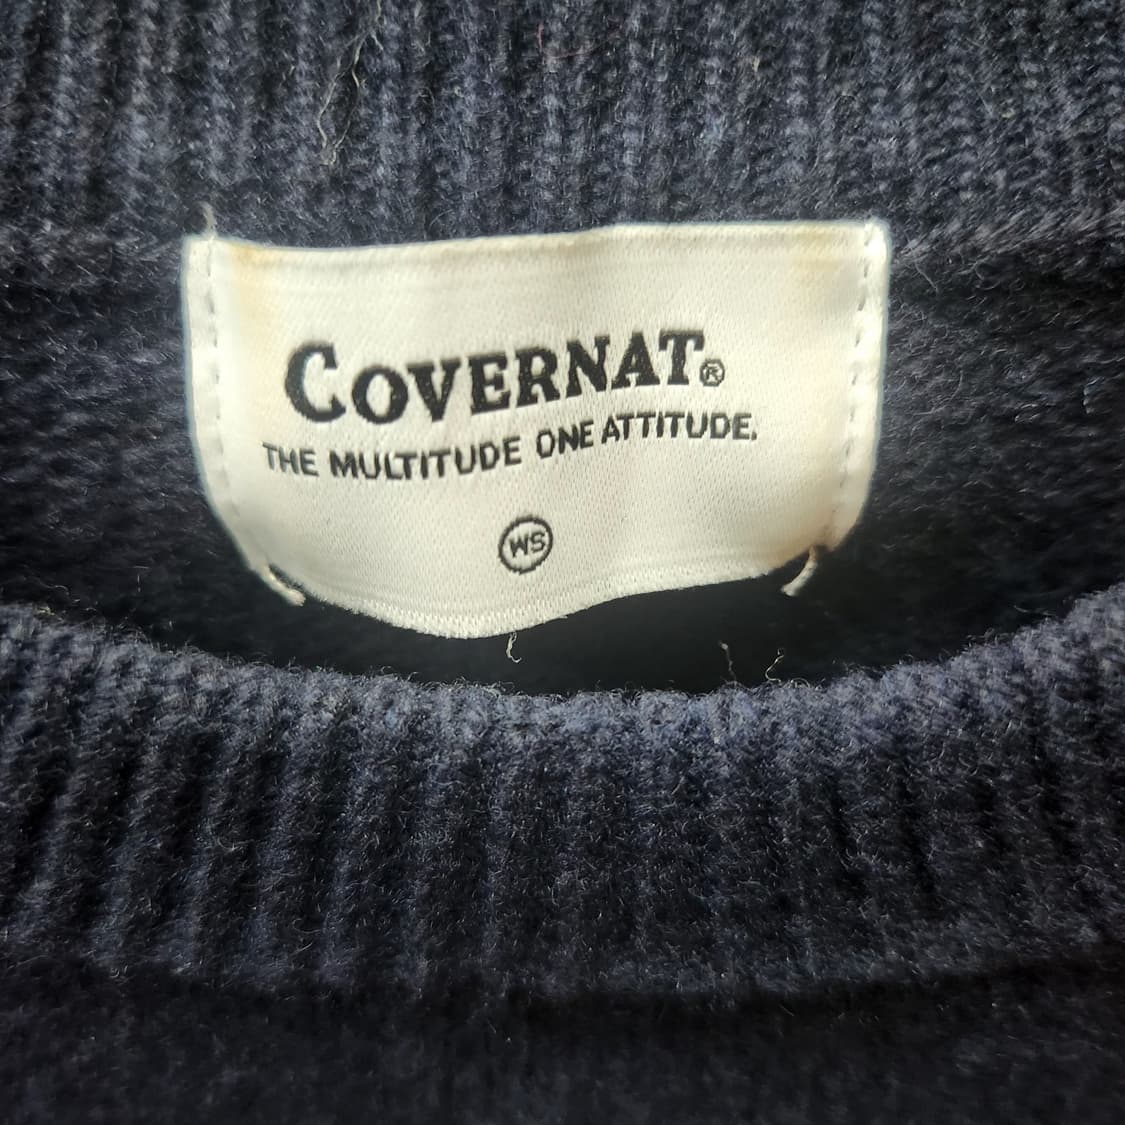 COVERNAT®
THE MULTITUDE ONE ATTITUDE.
WS